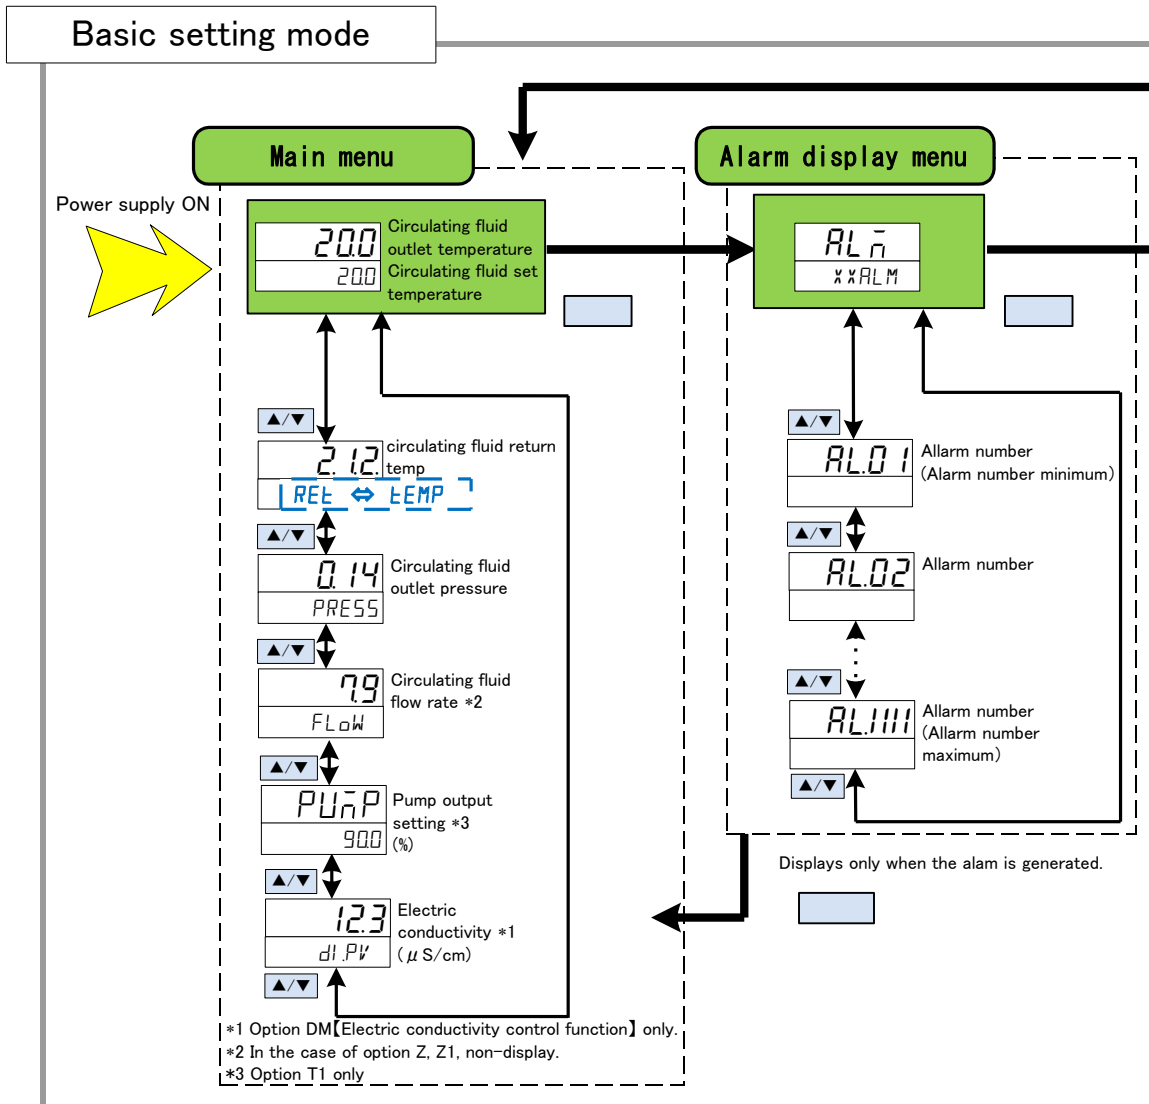 Basic setting mode
Main menu
Power supply ON
20.0
Circulating fluid
outlet temperature
20.0
Circulating fluid set
temperature
▲/▼
21.2.
circulating fluid return
temp
REt ⇔ tEMP
▲/▼
0.14
Circulating fluid
outlet pressure
PRESS
▲/▼
7.9
Circulating fluid
flow rate *2
FLoW
▲/▼
PUMP
Pump output
setting *3
90.0
(%)
▲/▼
12.3
Electric
conductivity *1
dI.PV
(μS/cm)
▲/▼
*1 Option DM【Electric conductivity control function】 only.
*2 In the case of option Z, Z1, non-display.
*3 Option T1 only
Alarm display menu
ALM
××ALM
▲/▼
AL.01
Allarm number
(Alarm number minimum)
▲/▼
AL.02
Allarm number
▲/▼
AL.1111
Allarm number
(Allarm number
maximum)
▲/▼
Displays only when the alam is generated.